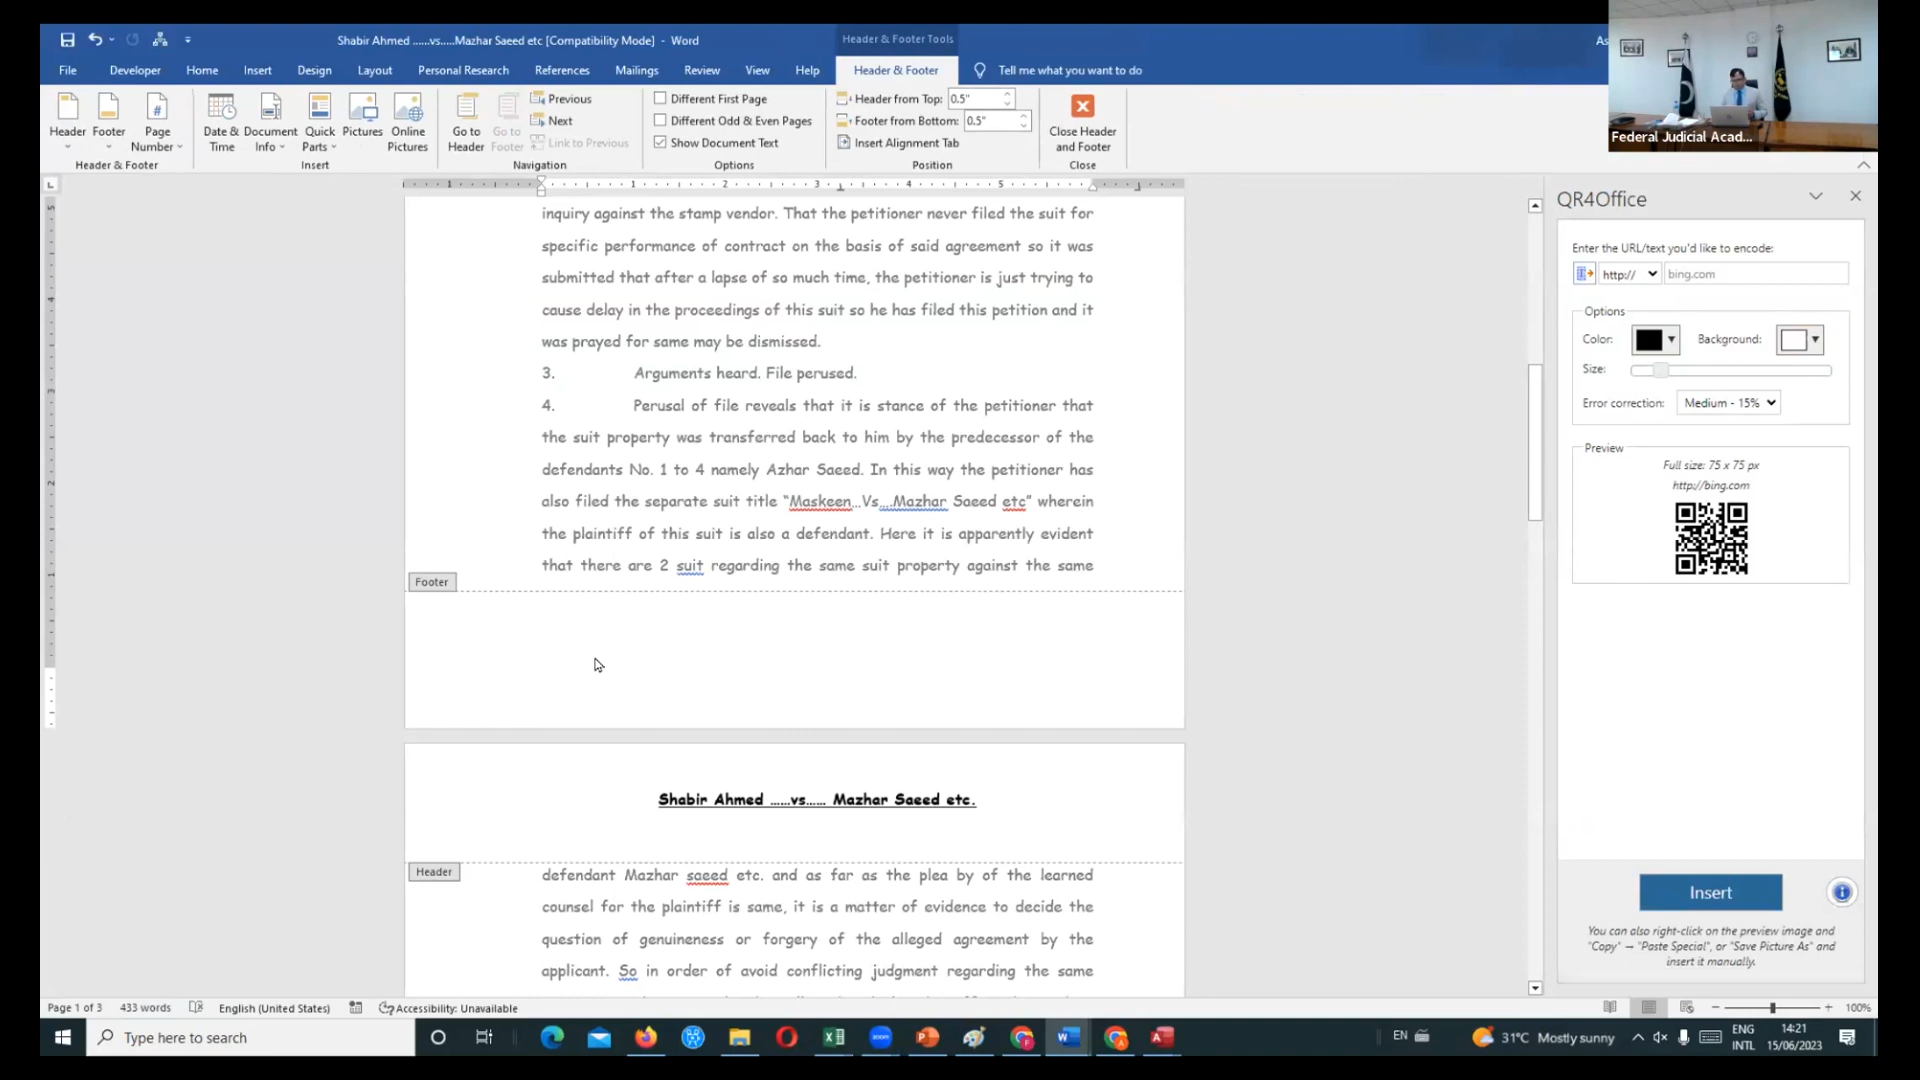 Shabir Ahmed ......vs.....Mazhar Saeed etc [Compatibility Mode] - Word
Header & Footer Tools
As
File Developer Home Insert Design Layout Personal Research References Mailings Review View Help Header & Footer Tell me what you want to do
Header Footer Page Number
Header & Footer
Date & Time Document Info Quick Parts Pictures Online Pictures
Insert
Go to Header Go to Footer
Previous
Next
Link to Previous
Navigation
Different First Page
Different Odd & Even Pages
Show Document Text
Options
Header from Top: 0.5"
Footer from Bottom: 0.5"
Insert Alignment Tab
Position
Close Header and Footer
Close
Federal Judicial Acad...
1 1 2 3 4 5
inquiry against the stamp vendor. That the petitioner never filed the suit for
specific performance of contract on the basis of said agreement so it was
submitted that after a lapse of so much time, the petitioner is just trying to
cause delay in the proceedings of this suit so he has filed this petition and it
was prayed for same may be dismissed.
3. Arguments heard. File perused.
4. Perusal of file reveals that it is stance of the petitioner that
the suit property was transferred back to him by the predecessor of the
defendants No. 1 to 4 namely Azhar Saeed. In this way the petitioner has
also filed the separate suit title “Maskeen...Vs....Mazhar Saeed etc” wherein
the plaintiff of this suit is also a defendant. Here it is apparently evident
that there are 2 suit regarding the same suit property against the same
Footer
Shabir Ahmed ......vs...... Mazhar Saeed etc.
Header
defendant Mazhar saeed etc. and as far as the plea by of the learned
counsel for the plaintiff is same, it is a matter of evidence to decide the
question of genuineness or forgery of the alleged agreement by the
applicant. So in order of avoid conflicting judgment regarding the same
QR4Office
Enter the URL/text you'd like to encode:
http:// bing.com
Options
Color: Background:
Size:
Error correction: Medium - 15%
Preview
Full size: 75 x 75 px
http://bing.com
Insert
You can also right-click on the preview image and
"Copy" → "Paste Special", or "Save Picture As" and
insert it manually.
Page 1 of 3 433 words English (United States) Accessibility: Unavailable 100%
Type here to search
EN 31°C Mostly sunny ENG INTL 14:21 15/06/2023